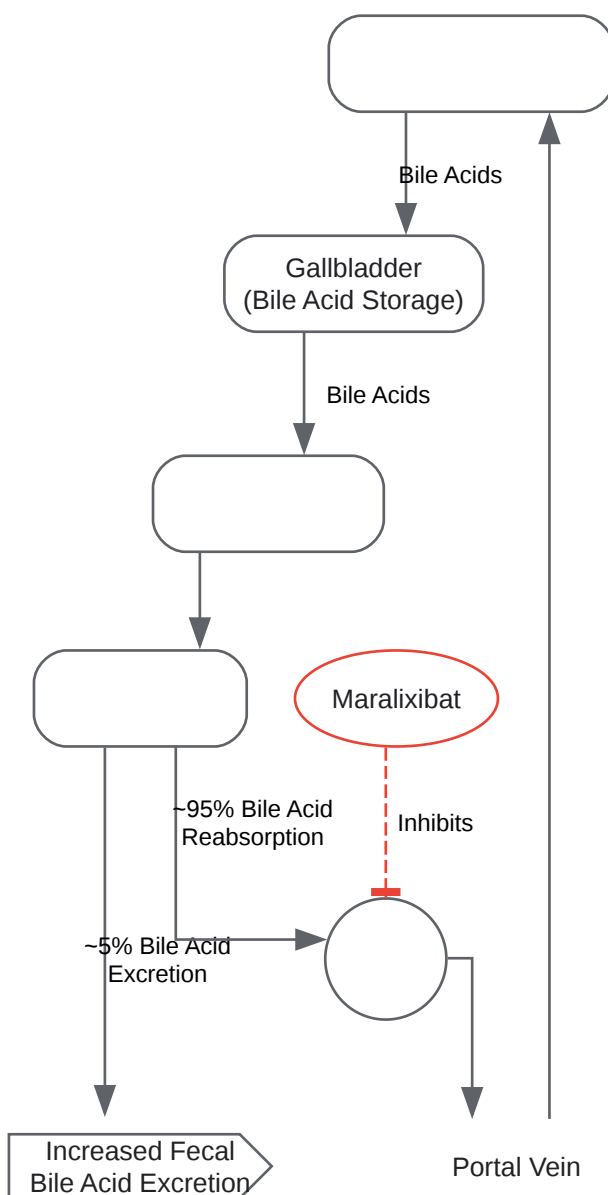 Bile Acids
Gallbladder
(Bile Acid Storage)
Bile Acids
Maralixibat
~95% Bile Acid
Reabsorption
Inhibits
~5% Bile Acid
Excretion
Increased Fecal
Bile Acid Excretion
Portal Vein